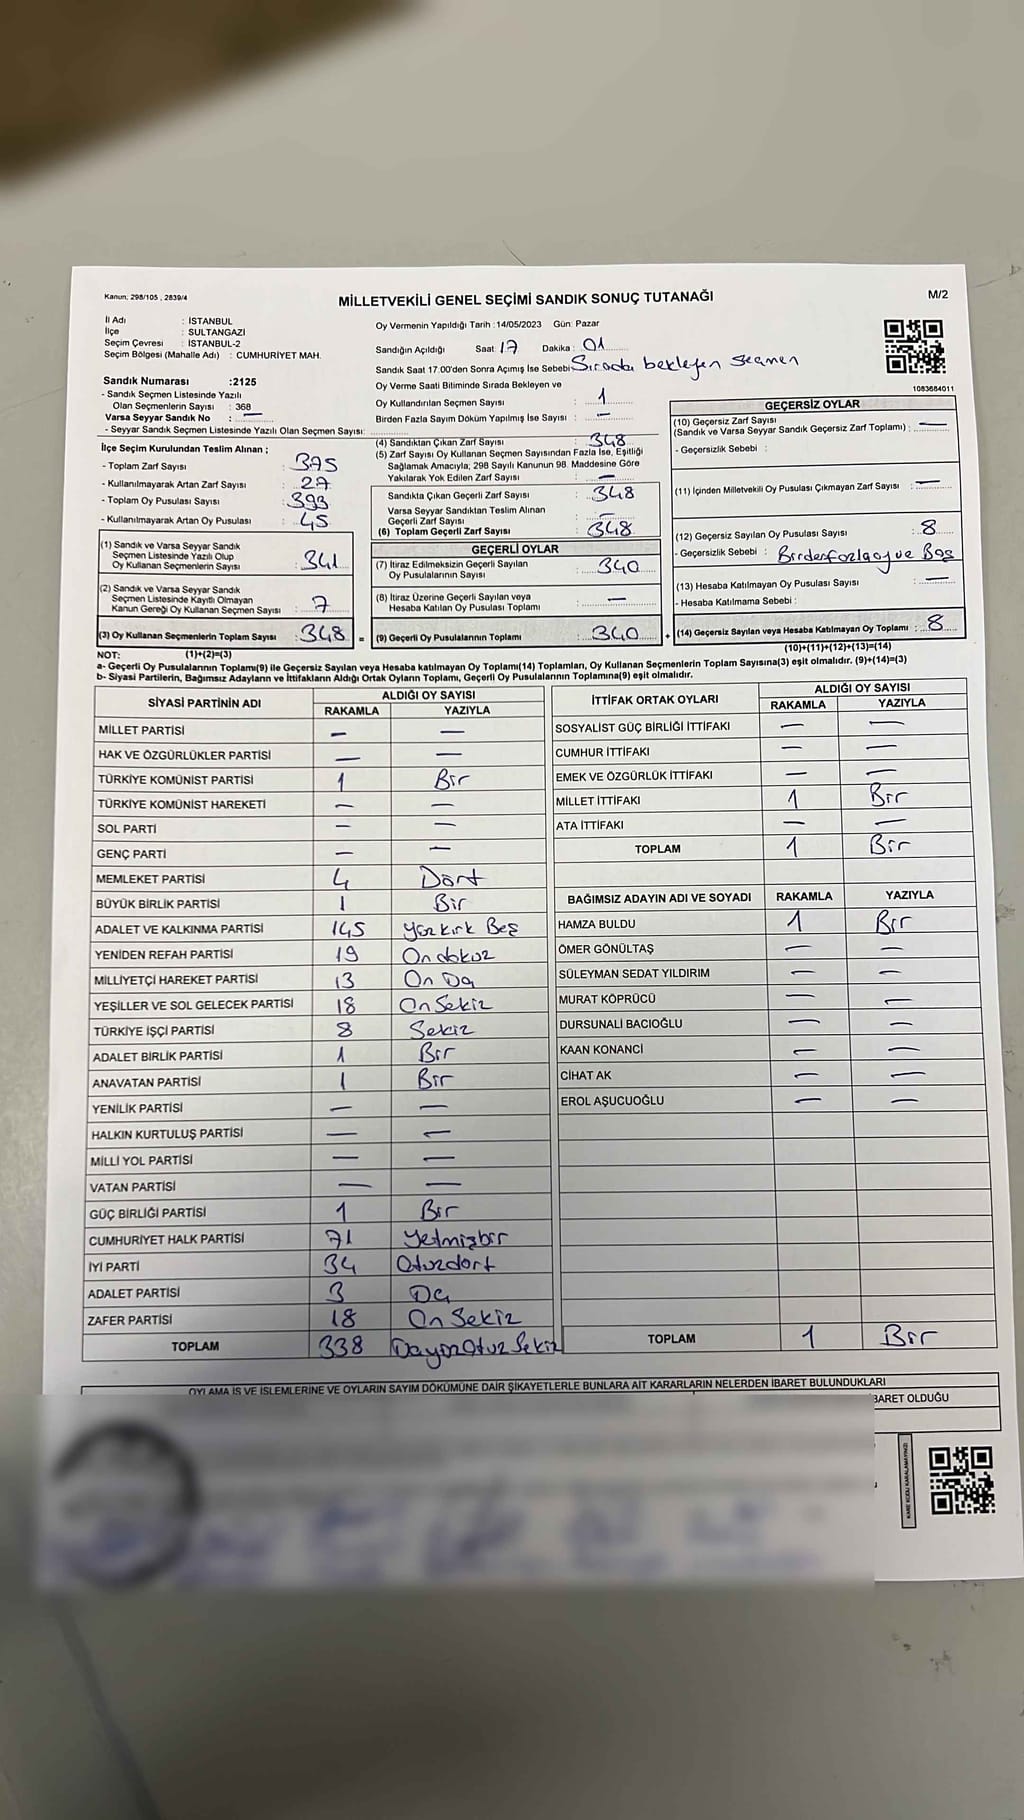 Kanun: 298/105 , 2839/4
MİLLETVEKİLİ GENEL SEÇİMİ SANDIK SONUÇ TUTANAĞI
M/2
İl Adı : İSTANBUL
İlçe : SULTANGAZİ
Seçim Çevresi : İSTANBUL-2
Seçim Bölgesi (Mahalle Adı) : CUMHURİYET MAH.
Oy Vermenin Yapıldığı Tarih :14/05/2023 Gün: Pazar
Sandığın Açıldığı Saat 17 Dakika : 01
Sandık Saat 17.00'den Sonra Açımış İse Sebebi: Sırada bekleyen seçmen
Oy Verme Saati Bitiminde Sırada Bekleyen ve
Oy Kullandırılan Seçmen Sayısı : 1
Birden Fazla Sayım Döküm Yapılmış İse Sayısı : —
1083684011
Sandık Numarası :2125
- Sandık Seçmen Listesinde Yazılı
Olan Seçmenlerin Sayısı : 368
Varsa Seyyar Sandık No : —
- Seyyar Sandık Seçmen Listesinde Yazılı Olan Seçmen Sayısı:
İlçe Seçim Kurulundan Teslim Alınan ;
- Toplam Zarf Sayısı : 375
- Kullanılmayarak Artan Zarf Sayısı : 27
- Toplam Oy Pusulası Sayısı : 393
- Kullanılmayarak Artan Oy Pusulası : 45
(1) Sandık ve Varsa Seyyar Sandık
Seçmen Listesinde Yazılı Olup
Oy Kullanan Seçmenlerin Sayısı : 341
(2) Sandık ve Varsa Seyyar Sandık
Seçmen Listesinde Kayıtlı Olmayan
Kanun Gereği Oy Kullanan Seçmen Sayısı : 7
(3) Oy Kullanan Seçmenlerin Toplam Sayısı : 348 =
(4) Sandıktan Çıkan Zarf Sayısı : 348
(5) Zarf Sayısı Oy Kullanan Seçmen Sayısından Fazla İse, Eşitliği
Sağlamak Amacıyla; 298 Sayılı Kanunun 98. Maddesine Göre
Yakılarak Yok Edilen Zarf Sayısı : —
Sandıkta Çıkan Geçerli Zarf Sayısı : 348
Varsa Seyyar Sandıktan Teslim Alınan
Geçerli Zarf Sayısı : —
(6) Toplam Geçerli Zarf Sayısı : 348
GEÇERLİ OYLAR
(7) İtiraz Edilmeksizin Geçerli Sayılan
Oy Pusulalarının Sayısı : 340
(8) İtiraz Üzerine Geçerli Sayılan veya
Hesaba Katılan Oy Pusulası Toplamı : —
(9) Geçerli Oy Pusulalarının Toplamı : 340 +
GEÇERSİZ OYLAR
(10) Geçersiz Zarf Sayısı
(Sandık ve Varsa Seyyar Sandık Geçersiz Zarf Toplamı) : —
- Geçersizlik Sebebi :
(11) İçinden Milletvekili Oy Pusulası Çıkmayan Zarf Sayısı : —
(12) Geçersiz Sayılan Oy Pusulası Sayısı : 8
- Geçersizlik Sebebi : Birden fazla oy ve Boş
(13) Hesaba Katılmayan Oy Pusulası Sayısı : —
- Hesaba Katılmama Sebebi :
(14) Geçersiz Sayılan veya Hesaba Katılmayan Oy Toplamı : 8
NOT: (1)+(2)=(3)
(10)+(11)+(12)+(13)=(14)
a- Geçerli Oy Pusulalarının Toplamı(9) ile Geçersiz Sayılan veya Hesaba katılmayan Oy Toplamı(14) Toplamları, Oy Kullanan Seçmenlerin Toplam Sayısına(3) eşit olmalıdır. (9)+(14)=(3)
b- Siyasi Partilerin, Bağımsız Adayların ve İttifakların Aldığı Ortak Oyların Toplamı, Geçerli Oy Pusulalarının Toplamına(9) eşit olmalıdır.
SİYASİ PARTİNİN ADI ALDIĞI OY SAYISI
RAKAMLA YAZIYLA
MİLLET PARTİSİ — —
HAK VE ÖZGÜRLÜKLER PARTİSİ — —
TÜRKİYE KOMÜNİST PARTİSİ 1 Bir
TÜRKİYE KOMÜNİST HAREKETİ — —
SOL PARTİ — —
GENÇ PARTİ — —
MEMLEKET PARTİSİ 4 Dört
BÜYÜK BİRLİK PARTİSİ 1 Bir
ADALET VE KALKINMA PARTİSİ 145 Yüzkırk Beş
YENİDEN REFAH PARTİSİ 19 On dokuz
MİLLİYETÇİ HAREKET PARTİSİ 13 On Üç
YEŞİLLER VE SOL GELECEK PARTİSİ 18 On Sekiz
TÜRKİYE İŞÇİ PARTİSİ 8 Sekiz
ADALET BİRLİK PARTİSİ 1 Bir
ANAVATAN PARTİSİ 1 Bir
YENİLİK PARTİSİ — —
HALKIN KURTULUŞ PARTİSİ — —
MİLLİ YOL PARTİSİ — —
VATAN PARTİSİ — —
GÜÇ BİRLİĞİ PARTİSİ 1 Bir
CUMHURİYET HALK PARTİSİ 71 Yetmişbir
İYİ PARTİ 34 Otuzdört
ADALET PARTİSİ 3 Üç
ZAFER PARTİSİ 18 On Sekiz
TOPLAM 338 Üçyüz Otuz Sekiz
İTTİFAK ORTAK OYLARI ALDIĞI OY SAYISI
RAKAMLA YAZIYLA
SOSYALİST GÜÇ BİRLİĞİ İTTİFAKI — —
CUMHUR İTTİFAKI — —
EMEK VE ÖZGÜRLÜK İTTİFAKI — —
MİLLET İTTİFAKI 1 Bir
ATA İTTİFAKI — —
TOPLAM 1 Bir
BAĞIMSIZ ADAYIN ADI VE SOYADI RAKAMLA YAZIYLA
HAMZA BULDU 1 Bir
ÖMER GÖNÜLTAŞ — —
SÜLEYMAN SEDAT YILDIRIM — —
MURAT KÖPRÜCÜ — —
DURSUNALİ BACIOĞLU — —
KAAN KONANCİ — —
CİHAT AK — —
EROL AŞUCUOĞLU — —
TOPLAM 1 Bir
OYLAMA İŞ VE İŞLEMLERİNE VE OYLARIN SAYIM DÖKÜMÜNE DAİR ŞİKAYETLERLE BUNLARA AİT KARARLARIN NELERDEN İBARET BULUNDUKLARI
BARET OLDUĞU
KARE KODU KARALAMAYINIZ!